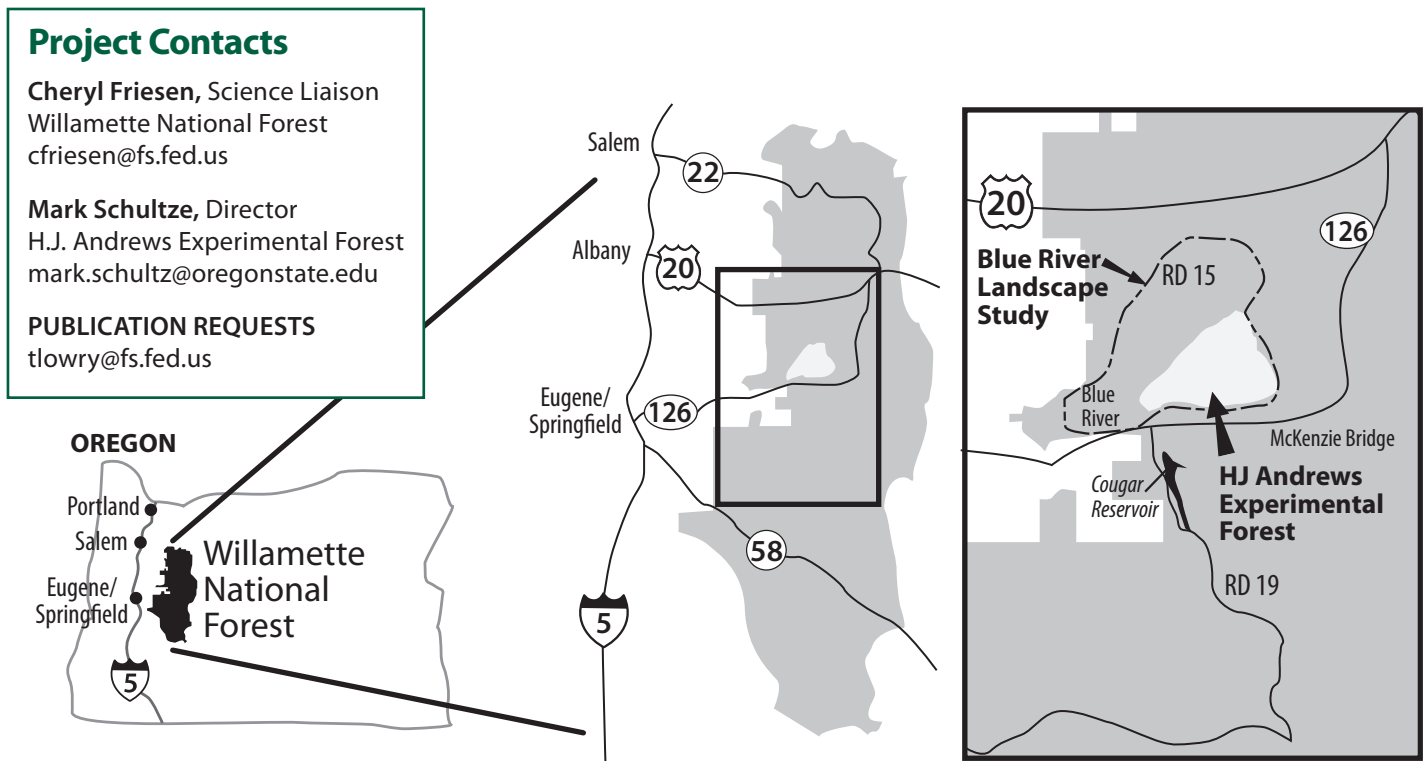 Project Contacts
Cheryl Friesen, Science Liaison
Willamette National Forest
cfriesen@fs.fed.us
Mark Schultze, Director
H.J. Andrews Experimental Forest
mark.schultz@oregonstate.edu
PUBLICATION REQUESTS
tlowry@fs.fed.us
OREGON
Portland
Salem
Eugene/
Springfield
5
Willamette
National
Forest
Salem
22
Albany
20
Eugene/
Springfield
126
58
5
20
126
Blue River
Landscape
Study
RD 15
Blue
River
McKenzie Bridge
Cougar
Reservoir
HJ Andrews
Experimental
Forest
RD 19